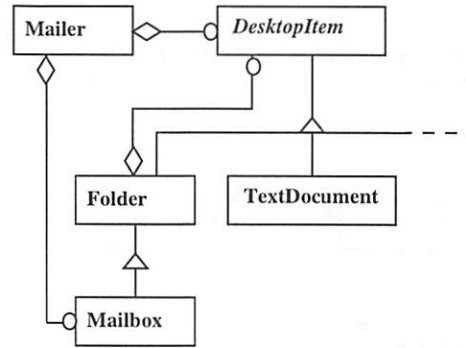 Mailer
DesktopItem
Folder
TextDocument
Mailbox